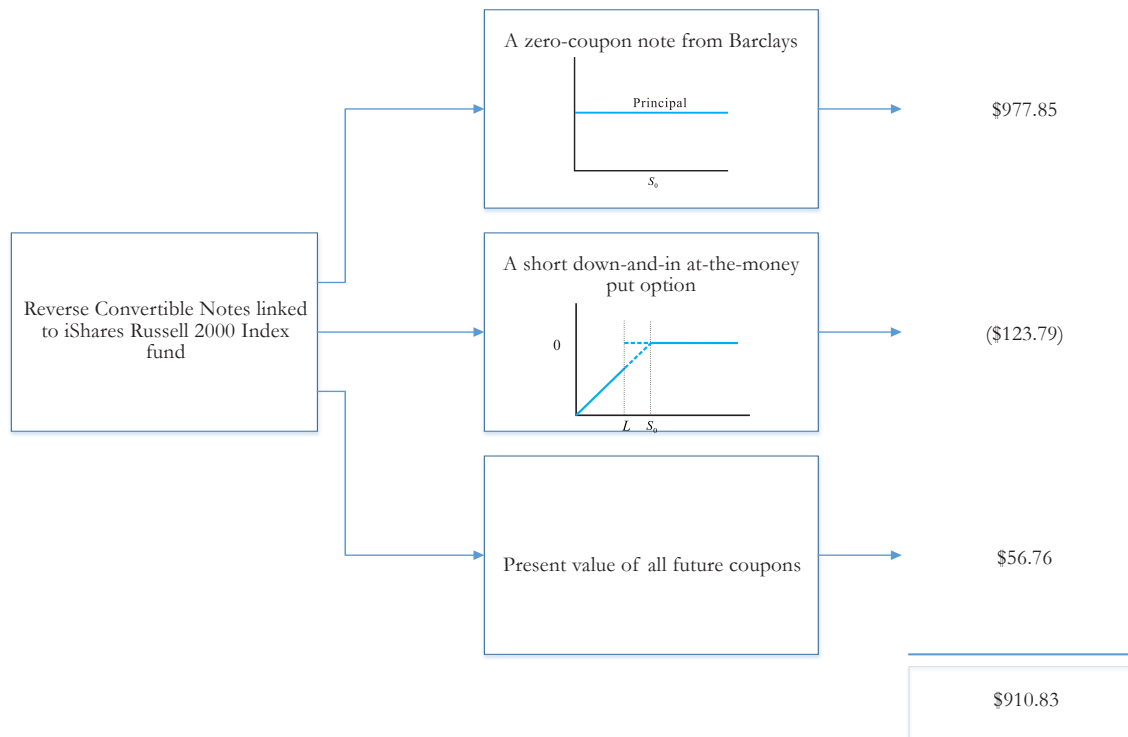 A zero-coupon note from Barclays
Principal
S₀
$977.85
Reverse Convertible Notes linked
to iShares Russell 2000 Index
fund
A short down-and-in at-the-money
put option
0
L S₀
($123.79)
Present value of all future coupons
$56.76
$910.83